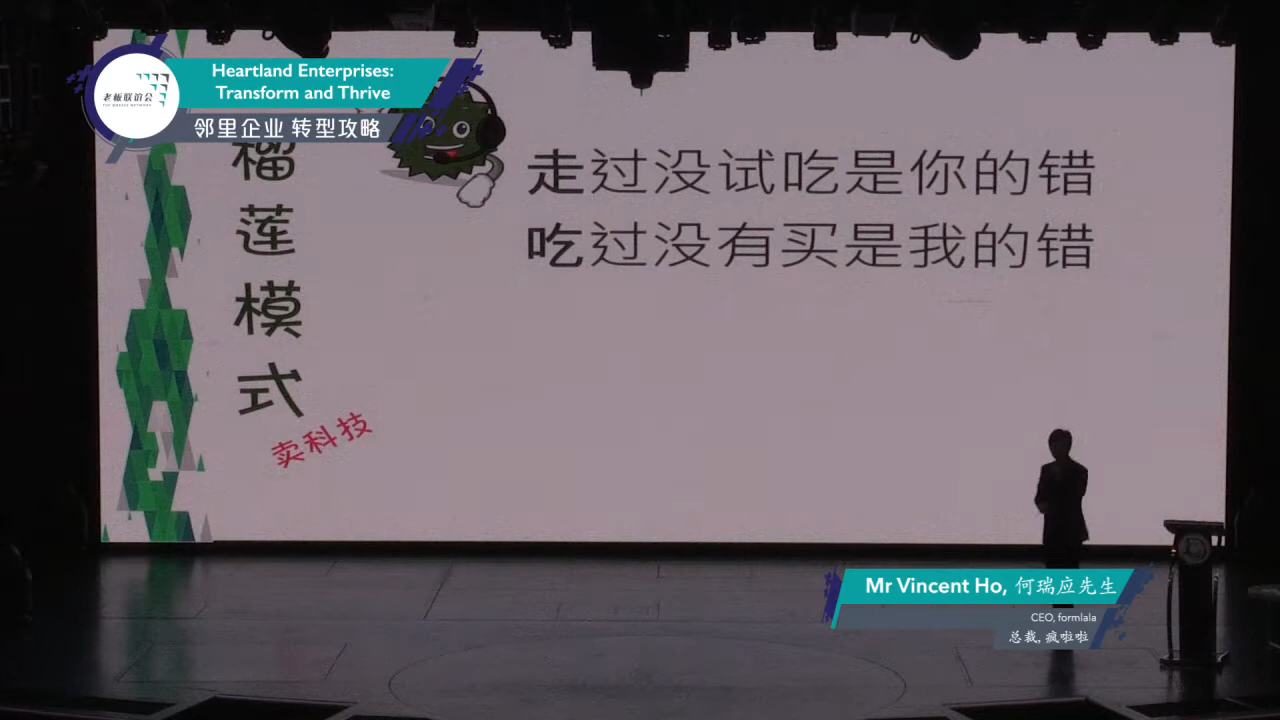 老板联谊会
Heartland Enterprises:
Transform and Thrive
邻里企业 转型攻略
榴莲模式
卖科技
走过没试吃是你的错
吃过没有买是我的错
Mr Vincent Ho, 何瑞应先生
CEO, formlala
总裁, 疯啦啦